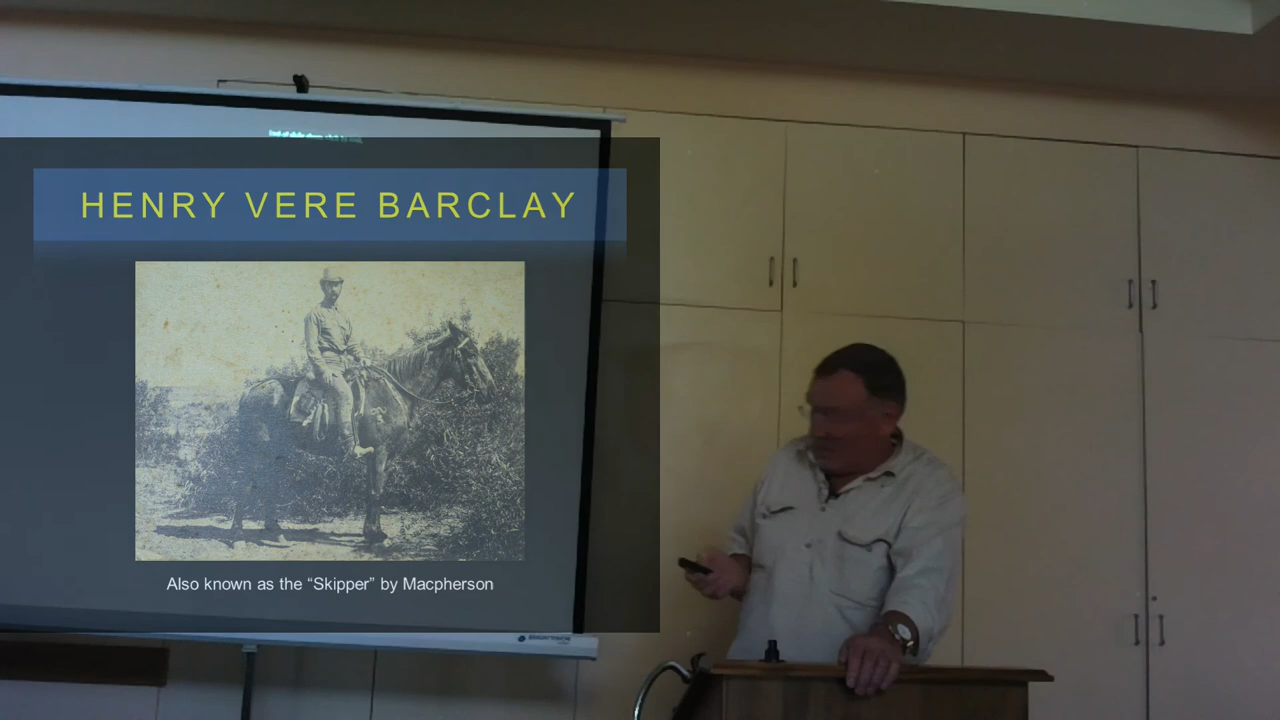 HENRY VERE BARCLAY
Also known as the “Skipper” by Macpherson